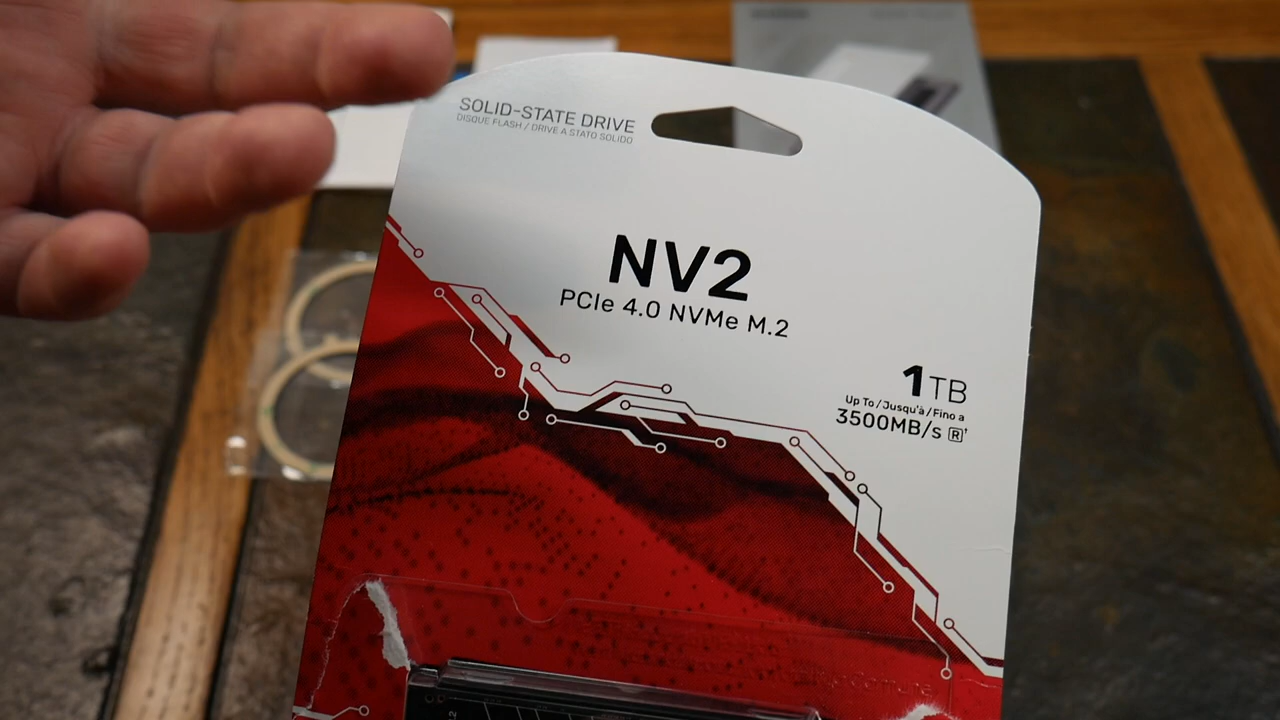 SOLID-STATE DRIVE
DISQUE FLASH / DRIVE A STATO SOLIDO
NV2
PCIe 4.0 NVMe M.2
1TB
Up To / Jusqu'à / Fino a
3500MB/s R†